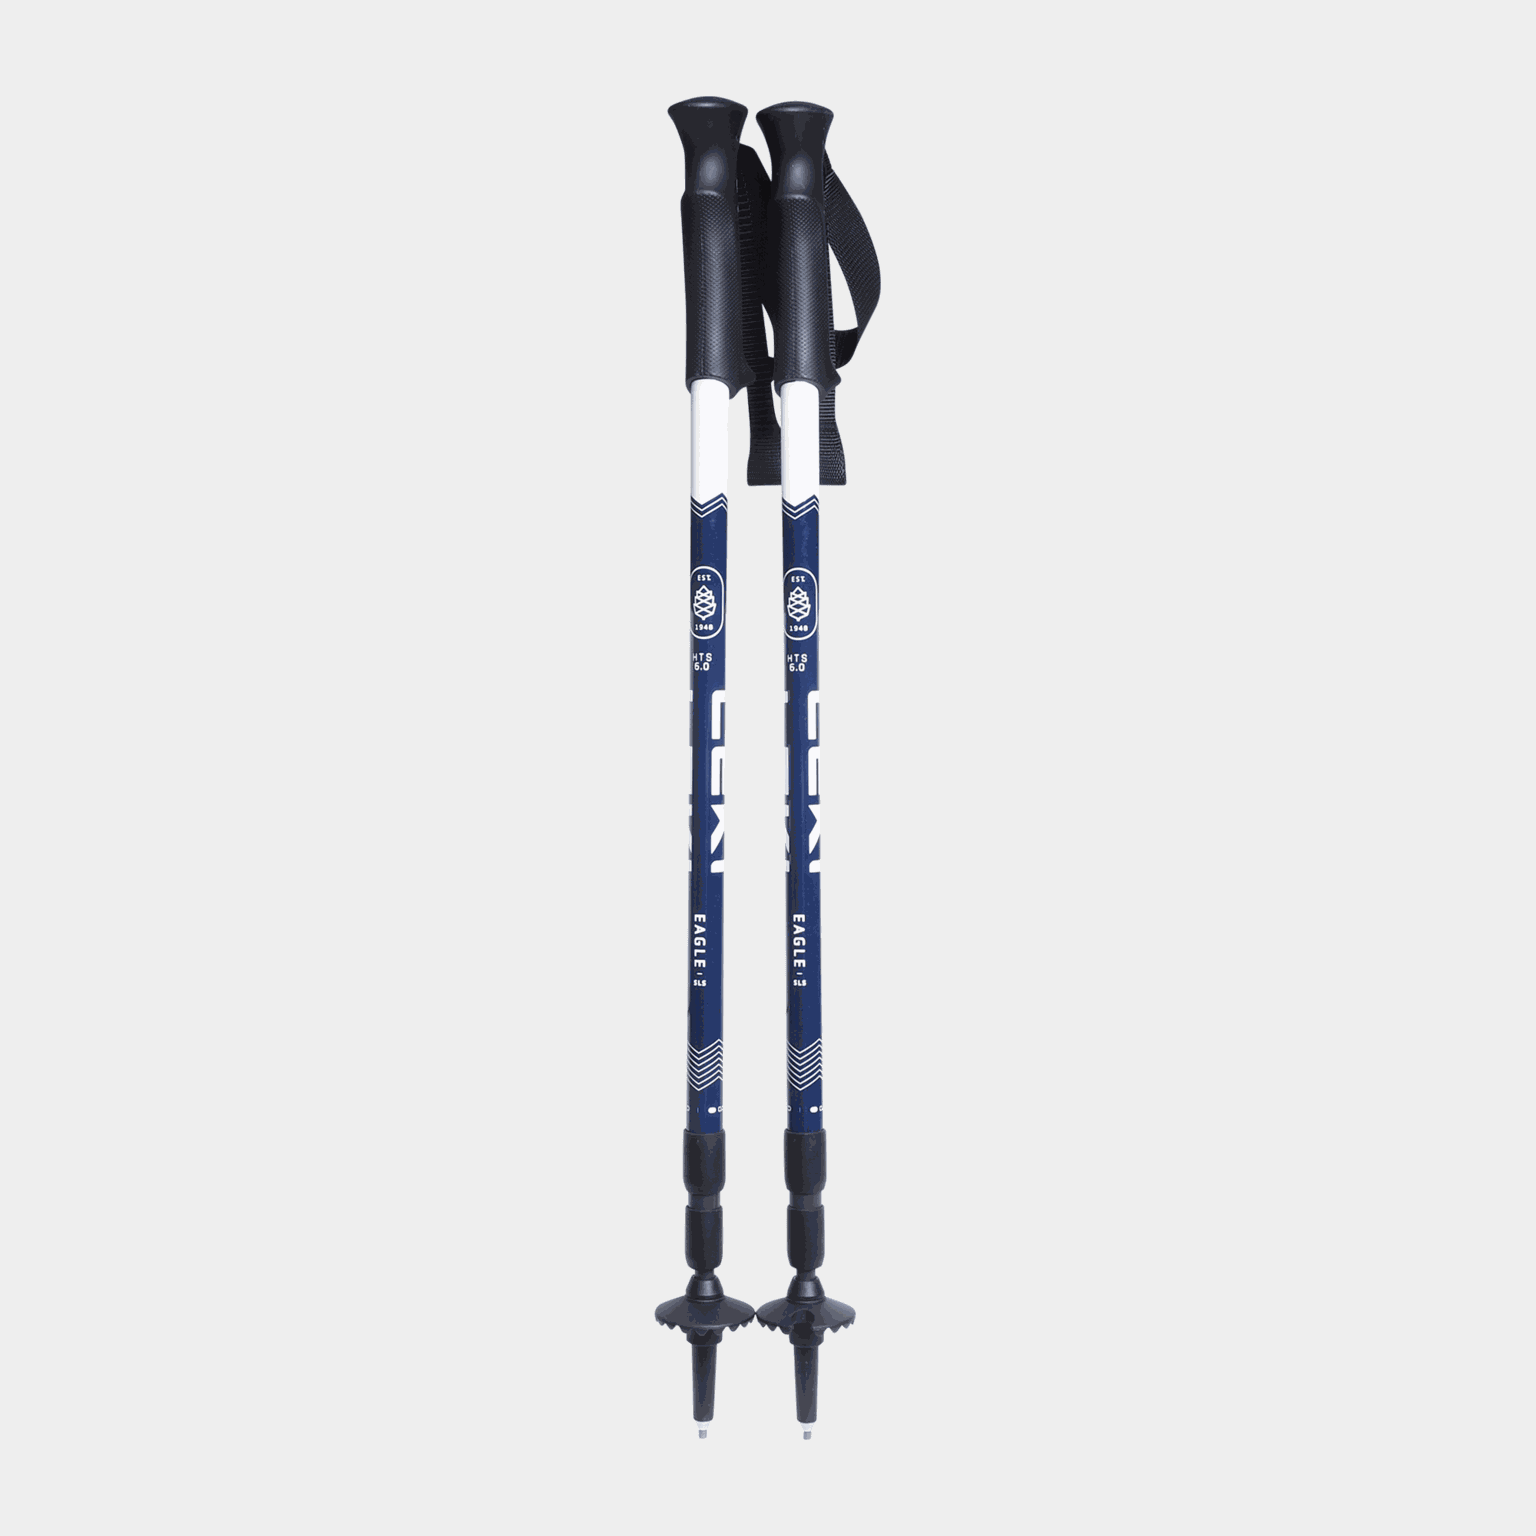 EST.
1948
HTS
6.0
LEKI
EAGLE
SLS
EST.
1948
HTS
6.0
LEKI
EAGLE
SLS